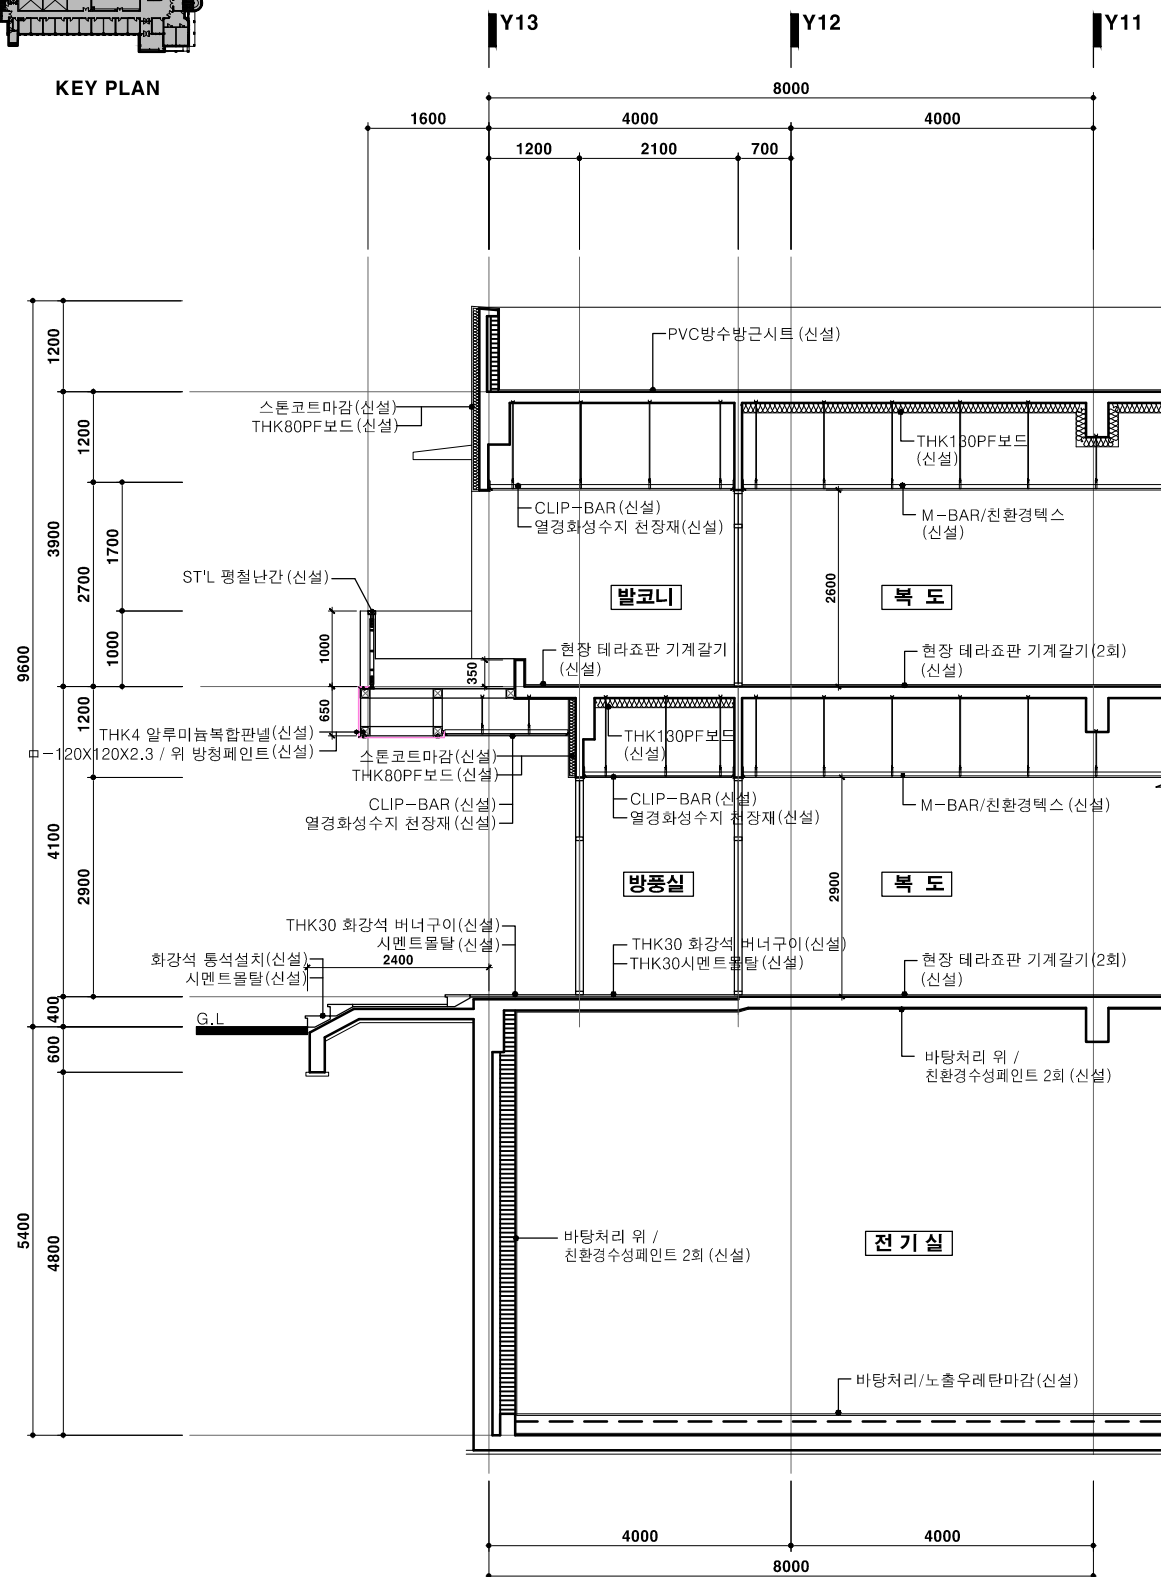 KEY PLAN
Y13
Y12
Y11
8000
1600
4000
4000
1200
2100
700
PVC방수방근시트 (신설)
스톤코트마감(신설)
THK80PF보드(신설)
THK130PF보드
(신설)
CLIP-BAR(신설)
열경화성수지 천장재(신설)
M-BAR/친환경텍스
(신설)
ST'L 평철난간(신설)
발코니
복 도
2600
현장 테라죠판 기계갈기
(신설)
현장 테라죠판 기계갈기(2회)
(신설)
1200
1200
3900
1700
2700
1000
9600
1000
350
650
1200
THK4 알루미늄복합판넬(신설)
ㅁ-120X120X2.3 / 위 방청페인트(신설)
스톤코트마감(신설)
THK80PF보드(신설)
THK130PF보드
(신설)
CLIP-BAR (신설)
열경화성수지 천장재(신설)
CLIP-BAR (신설)
열경화성수지 천장재(신설)
M-BAR/친환경텍스 (신설)
4100
2900
방풍실
복 도
2900
THK30 화강석 버너구이(신설)
시멘트몰탈(신설)
화강석 통석설치(신설)
시멘트몰탈(신설)
2400
THK30 화강석 버너구이(신설)
THK30시멘트몰탈(신설)
현장 테라죠판 기계갈기(2회)
(신설)
400
G.L
600
바탕처리 위 /
친환경수성페인트 2회 (신설)
5400
4800
바탕처리 위 /
친환경수성페인트 2회 (신설)
전 기 실
바탕처리/노출우레탄마감(신설)
4000
4000
8000